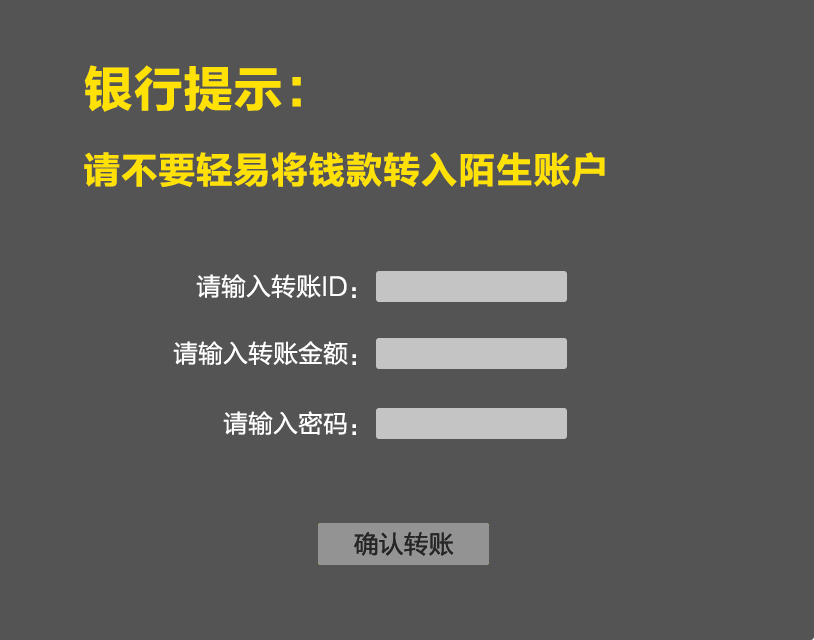 银行提示：
请不要轻易将钱款转入陌生账户
请输入转账ID：
请输入转账金额：
请输入密码：
确认转账